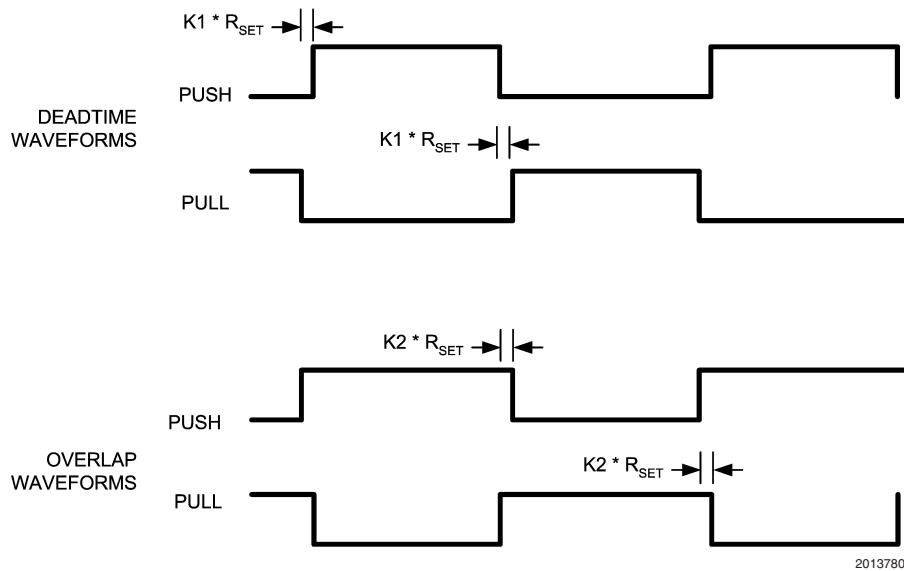 K1 * RSET
PUSH
DEADTIME
WAVEFORMS
K1 * RSET
PULL
K2 * RSET
PUSH
OVERLAP
WAVEFORMS
K2 * RSET
PULL
2013780